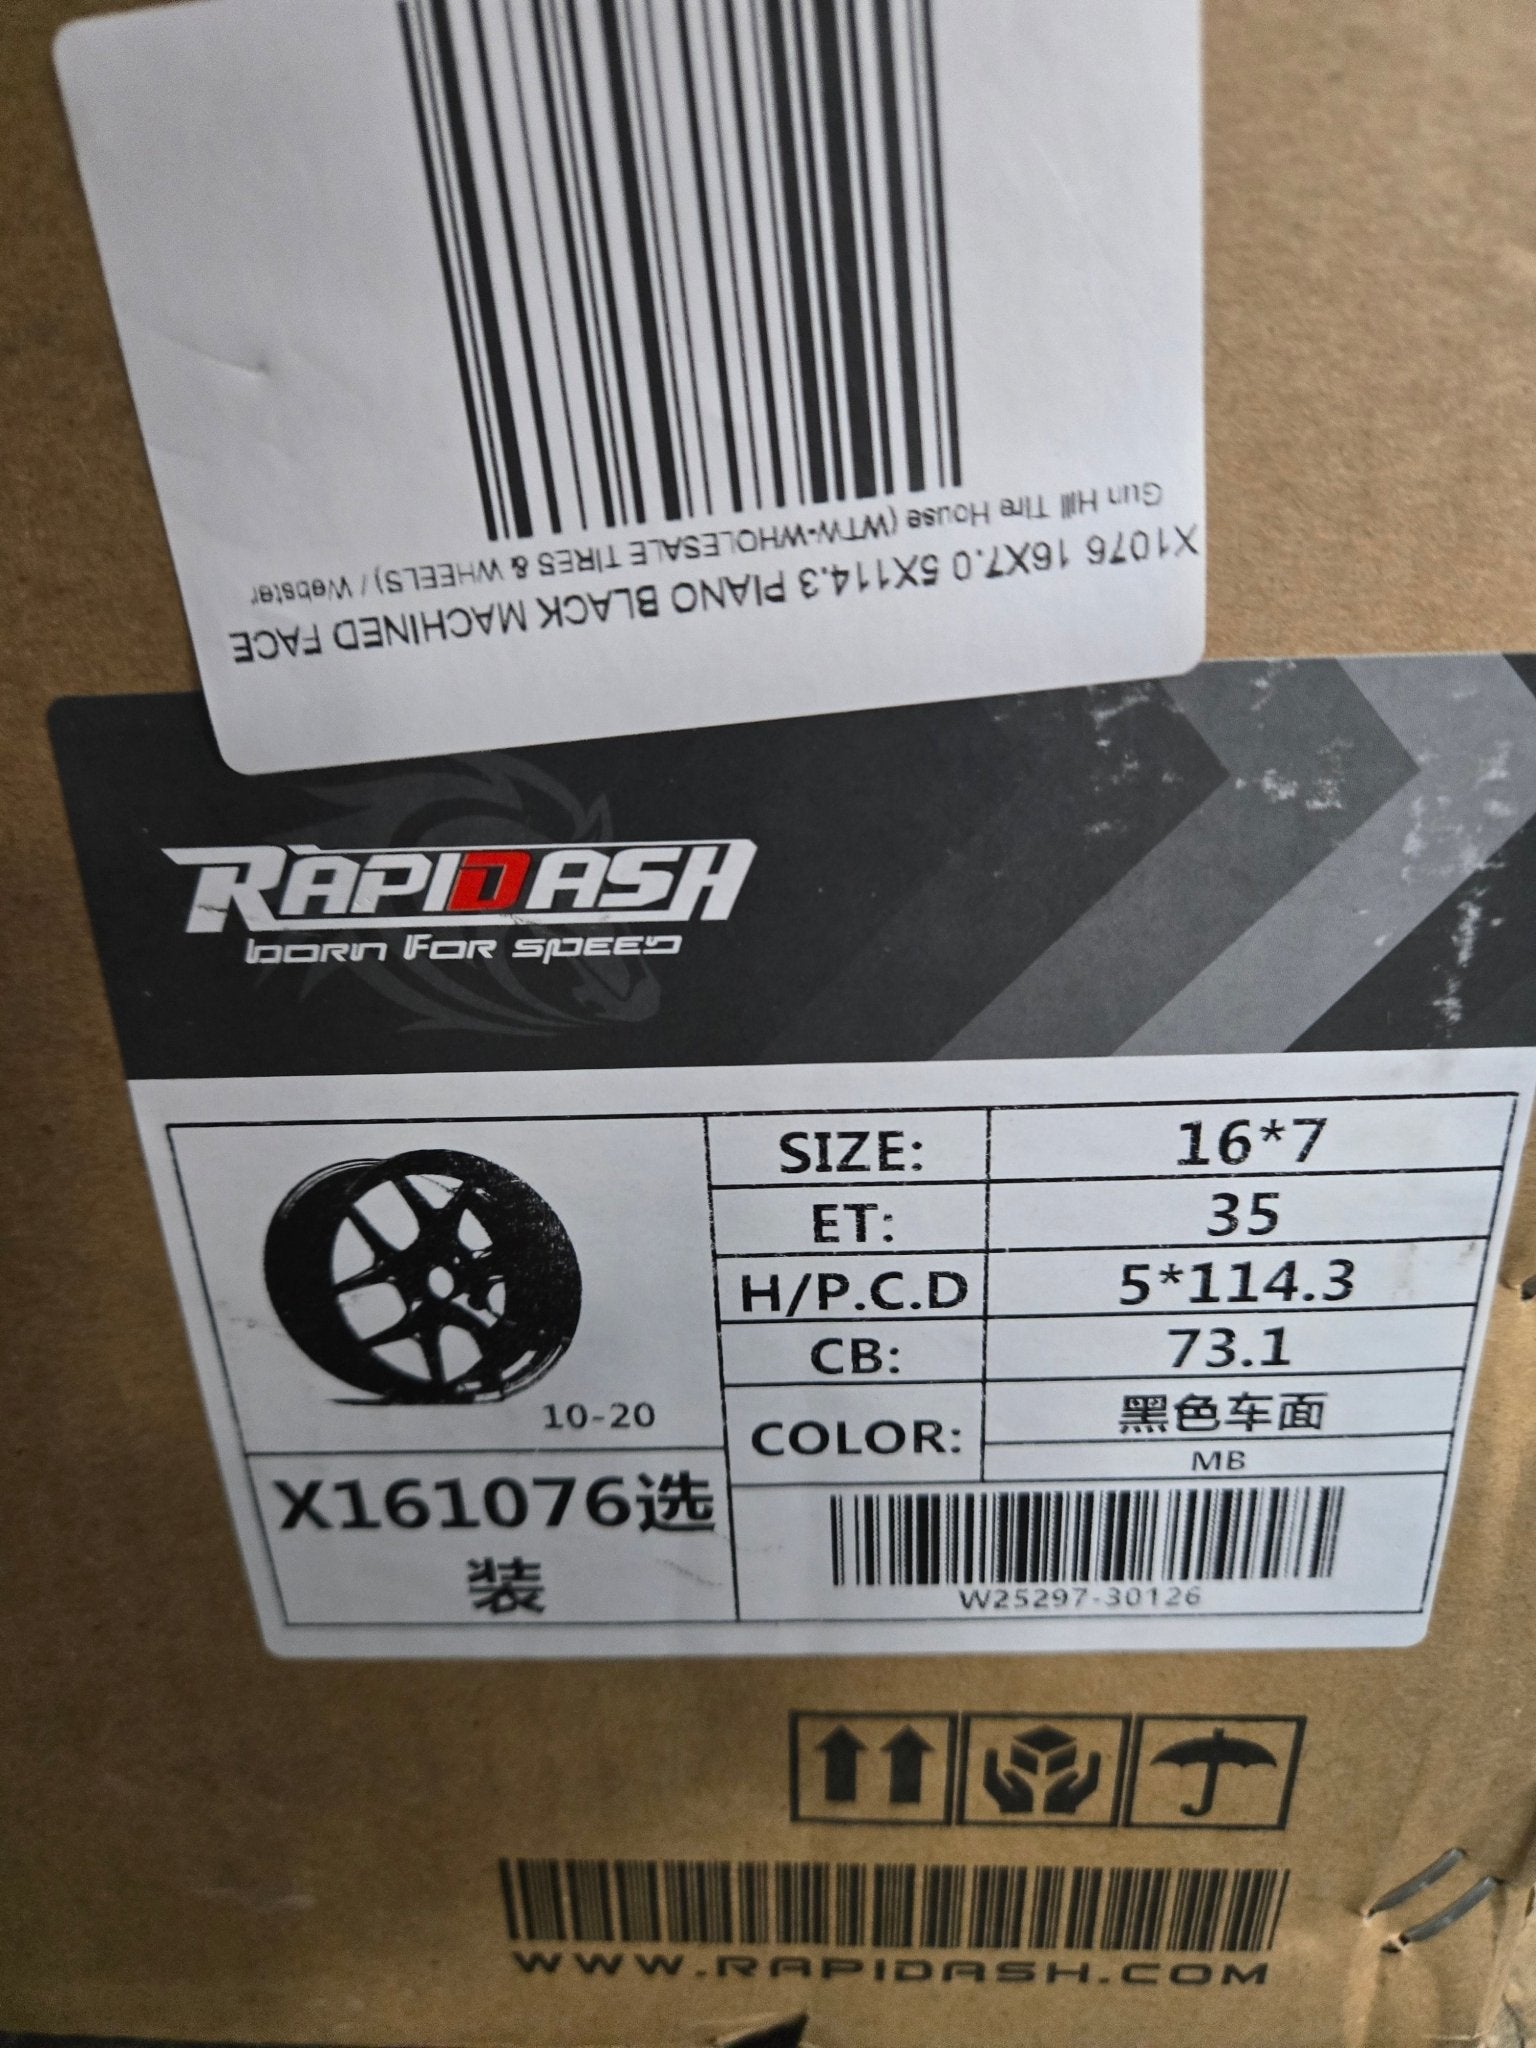 Gun Hill Tire House (WTW-WHOLESALE TIRES & WHEELS) / Webster
X1076 16X7.0 5X114.3 PIANO BLACK MACHINED FACE
RAPIDASH
BORN FOR SPEED
SIZE: 16*7
ET: 35
H/P.C.D 5*114.3
CB: 73.1
COLOR: 黑色车面
MB
10-20
X161076选
装
W25297-30126
WWW.RAPIDASH.COM